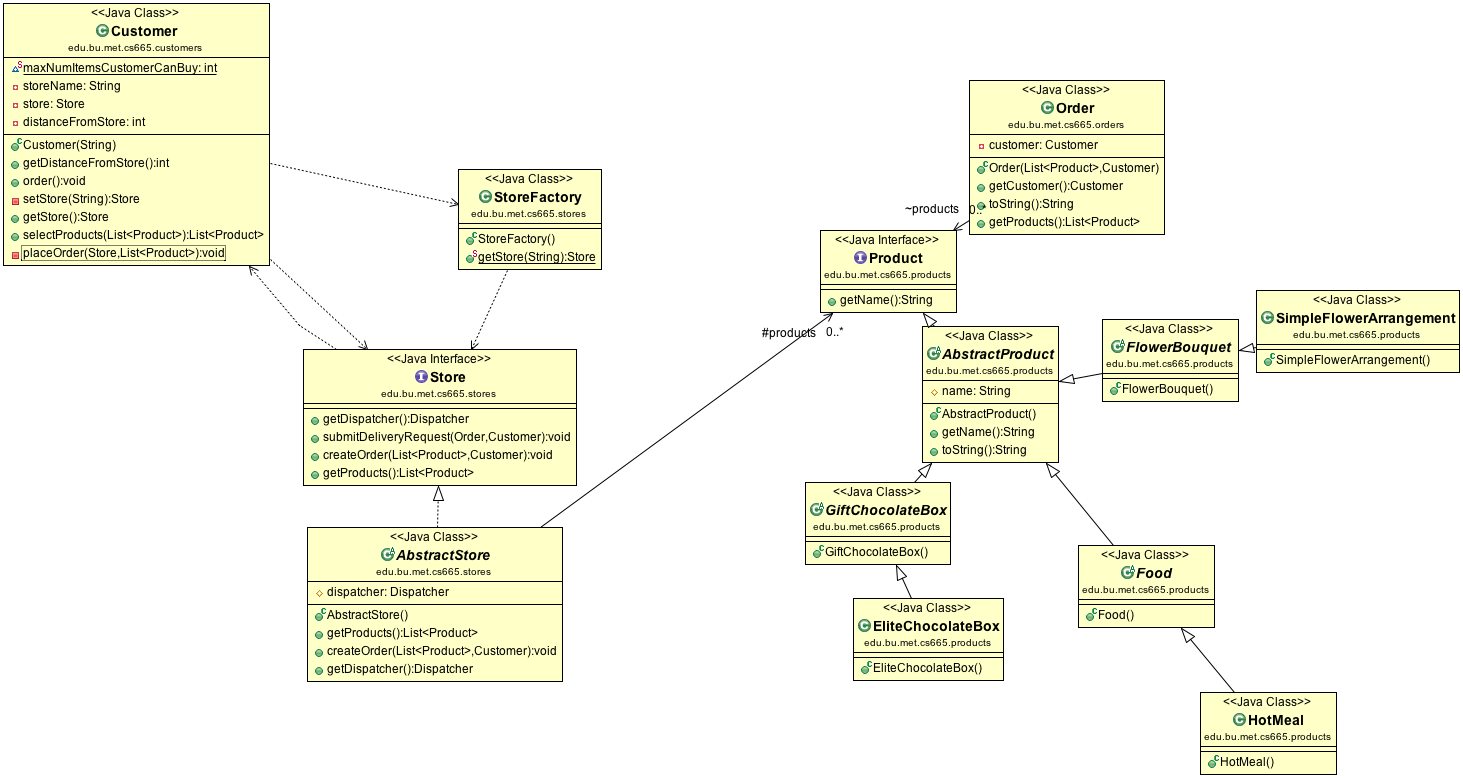 <<Java Class>>
Customer
edu.bu.met.cs665.customers
maxNumItemsCustomerCanBuy: int
storeName: String
store: Store
distanceFromStore: int
Customer(String)
getDistanceFromStore():int
order():void
setStore(String):Store
getStore():Store
selectProducts(List<Product>):List<Product>
placeOrder(Store,List<Product>):void
<<Java Class>>
StoreFactory
edu.bu.met.cs665.stores
StoreFactory()
getStore(String):Store
<<Java Interface>>
Store
edu.bu.met.cs665.stores
getDispatcher():Dispatcher
submitDeliveryRequest(Order,Customer):void
createOrder(List<Product>,Customer):void
getProducts():List<Product>
<<Java Class>>
AbstractStore
edu.bu.met.cs665.stores
dispatcher: Dispatcher
AbstractStore()
getProducts():List<Product>
createOrder(List<Product>,Customer):void
getDispatcher():Dispatcher
<<Java Class>>
Order
edu.bu.met.cs665.orders
customer: Customer
Order(List<Product>,Customer)
getCustomer():Customer
toString():String
getProducts():List<Product>
~products 0..*
<<Java Interface>>
Product
edu.bu.met.cs665.products
getName():String
#products 0..*
<<Java Class>>
AbstractProduct
edu.bu.met.cs665.products
name: String
AbstractProduct()
getName():String
toString():String
<<Java Class>>
FlowerBouquet
edu.bu.met.cs665.products
FlowerBouquet()
<<Java Class>>
SimpleFlowerArrangement
edu.bu.met.cs665.products
SimpleFlowerArrangement()
<<Java Class>>
GiftChocolateBox
edu.bu.met.cs665.products
GiftChocolateBox()
<<Java Class>>
EliteChocolateBox
edu.bu.met.cs665.products
EliteChocolateBox()
<<Java Class>>
Food
edu.bu.met.cs665.products
Food()
<<Java Class>>
HotMeal
edu.bu.met.cs665.products
HotMeal()